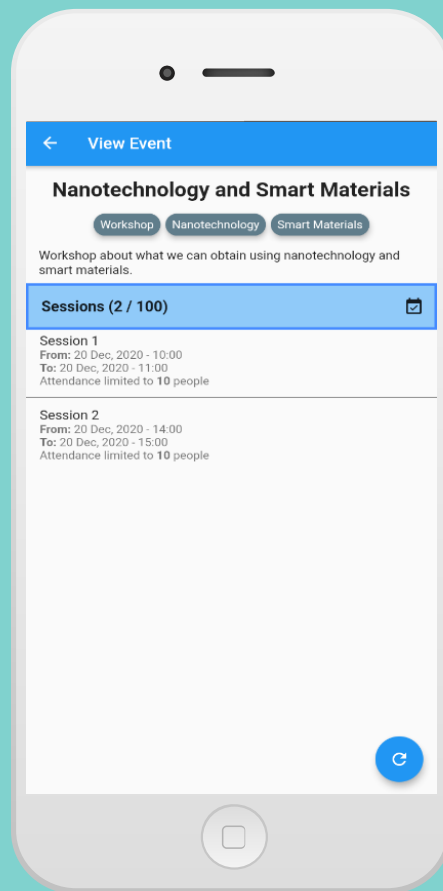 View Event
Nanotechnology and Smart Materials
Workshop Nanotechnology Smart Materials
Workshop about what we can obtain using nanotechnology and
smart materials.
Sessions (2 / 100)
Session 1
From: 20 Dec, 2020 - 10:00
To: 20 Dec, 2020 - 11:00
Attendance limited to 10 people
Session 2
From: 20 Dec, 2020 - 14:00
To: 20 Dec, 2020 - 15:00
Attendance limited to 10 people